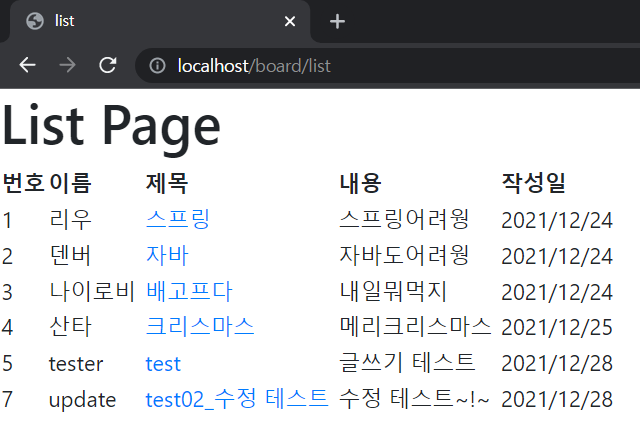 list
localhost/board/list
List Page
번호 이름 제목 내용 작성일
1 리우 스프링 스프링어려웡 2021/12/24
2 덴버 자바 자바도어려웡 2021/12/24
3 나이로비 배고프다 내일뭐먹지 2021/12/24
4 산타 크리스마스 메리크리스마스 2021/12/25
5 tester test 글쓰기 테스트 2021/12/28
7 update test02_수정 테스트 수정 테스트~!~ 2021/12/28